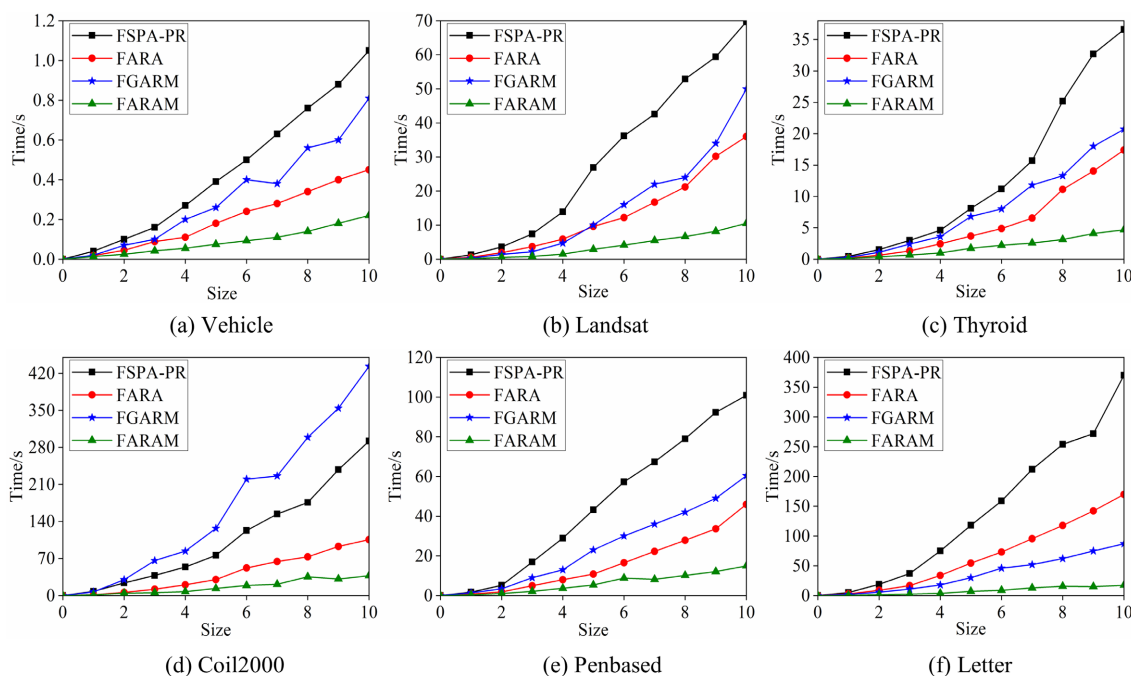 1.2
1.0
0.8
0.6
0.4
0.2
0.0
Time/s
FSPA-PR
FARA
FGARM
FARAM
0 2 4 6 8 10
Size
(a) Vehicle
70
60
50
40
30
20
10
0
Time/s
FSPA-PR
FARA
FGARM
FARAM
0 2 4 6 8 10
Size
(b) Landsat
35
30
25
20
15
10
5
0
Time/s
FSPA-PR
FARA
FGARM
FARAM
0 2 4 6 8 10
Size
(c) Thyroid
420
350
280
210
140
70
0
Time/s
FSPA-PR
FARA
FGARM
FARAM
0 2 4 6 8 10
Size
(d) Coil2000
120
100
80
60
40
20
0
Time/s
FSPA-PR
FARA
FGARM
FARAM
0 2 4 6 8 10
Size
(e) Penbased
400
350
300
250
200
150
100
50
0
Time/s
FSPA-PR
FARA
FGARM
FARAM
0 2 4 6 8 10
Size
(f) Letter